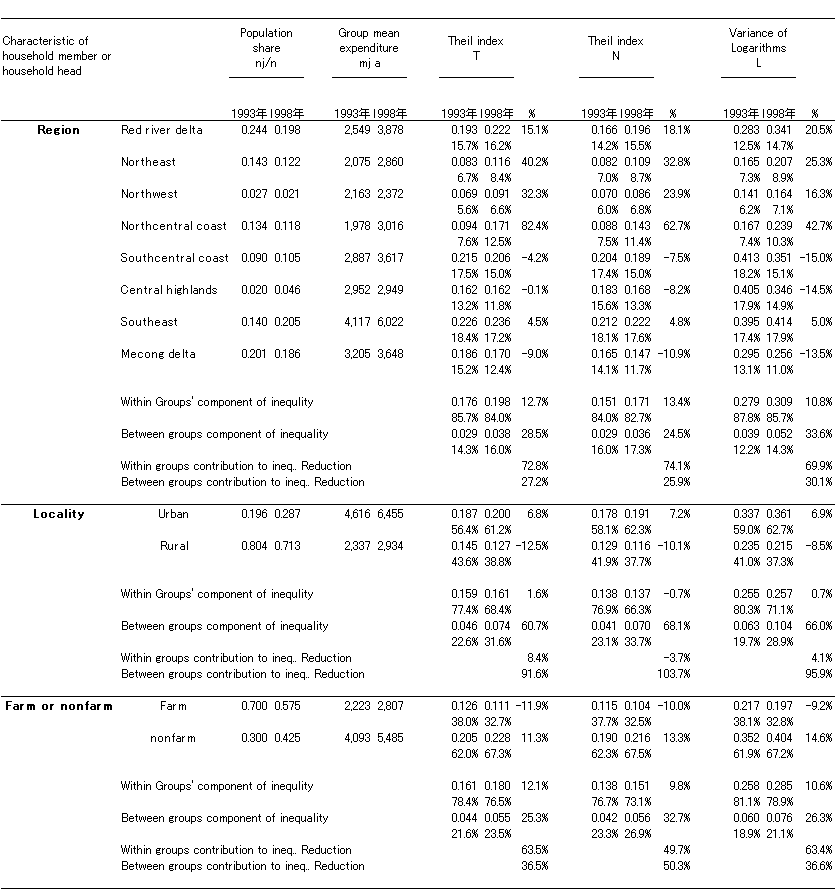 Characteristic of household member or household head Population share nj/n Group mean expenditure mj a Theil index T Theil index N Variance of Logarithms L
1993年 1998年 1993年 1998年 1993年 1998年 % 1993年 1998年 % 1993年 1998年 %
Region Red river delta 0.244 0.198 2,549 3,878 0.193 0.222 15.1% 0.166 0.196 18.1% 0.283 0.341 20.5%
15.7% 16.2% 14.2% 15.5% 12.5% 14.7%
Northeast 0.143 0.122 2,075 2,860 0.083 0.116 40.2% 0.082 0.109 32.8% 0.165 0.207 25.3%
6.7% 8.4% 7.0% 8.7% 7.3% 8.9%
Northwest 0.027 0.021 2,163 2,372 0.069 0.091 32.3% 0.070 0.086 23.9% 0.141 0.164 16.3%
5.6% 6.6% 6.0% 6.8% 6.2% 7.1%
Northcentral coast 0.134 0.118 1,978 3,016 0.094 0.171 82.4% 0.088 0.143 62.7% 0.167 0.239 42.7%
7.6% 12.5% 7.5% 11.4% 7.4% 10.3%
Southcentral coast 0.090 0.105 2,887 3,617 0.215 0.206 -4.2% 0.204 0.189 -7.5% 0.413 0.351 -15.0%
17.5% 15.0% 17.4% 15.0% 18.2% 15.1%
Central highlands 0.020 0.046 2,952 2,949 0.162 0.162 -0.1% 0.183 0.168 -8.2% 0.405 0.346 -14.5%
13.2% 11.8% 15.6% 13.3% 17.9% 14.9%
Southeast 0.140 0.205 4,117 6,022 0.226 0.236 4.5% 0.212 0.222 4.8% 0.395 0.414 5.0%
18.4% 17.2% 18.1% 17.6% 17.4% 17.9%
Mecong delta 0.201 0.186 3,205 3,648 0.186 0.170 -9.0% 0.165 0.147 -10.9% 0.295 0.256 -13.5%
15.2% 12.4% 14.1% 11.7% 13.1% 11.0%
Within Groups' component of inequlity 0.176 0.198 12.7% 0.151 0.171 13.4% 0.279 0.309 10.8%
85.7% 84.0% 84.0% 82.7% 87.8% 85.7%
Between groups component of inequality 0.029 0.038 28.5% 0.029 0.036 24.5% 0.039 0.052 33.6%
14.3% 16.0% 16.0% 17.3% 12.2% 14.3%
Within groups contribution to ineq.. Reduction 72.8% 74.1% 69.9%
Between groups contribution to ineq.. Reduction 27.2% 25.9% 30.1%
Locality Urban 0.196 0.287 4,616 6,455 0.187 0.200 6.8% 0.178 0.191 7.2% 0.337 0.361 6.9%
56.4% 61.2% 58.1% 62.3% 59.0% 62.7%
Rural 0.804 0.713 2,337 2,934 0.145 0.127 -12.5% 0.129 0.116 -10.1% 0.235 0.215 -8.5%
43.6% 38.8% 41.9% 37.7% 41.0% 37.3%
Within Groups' component of inequlity 0.159 0.161 1.6% 0.138 0.137 -0.7% 0.255 0.257 0.7%
77.4% 68.4% 76.9% 66.3% 80.3% 71.1%
Between groups component of inequality 0.046 0.074 60.7% 0.041 0.070 68.1% 0.063 0.104 66.0%
22.6% 31.6% 23.1% 33.7% 19.7% 28.9%
Within groups contribution to ineq.. Reduction 8.4% -3.7% 4.1%
Between groups contribution to ineq.. Reduction 91.6% 103.7% 95.9%
Farm or nonfarm Farm 0.700 0.575 2,223 2,807 0.126 0.111 -11.9% 0.115 0.104 -10.0% 0.217 0.197 -9.2%
38.0% 32.7% 37.7% 32.5% 38.1% 32.8%
nonfarm 0.300 0.425 4,093 5,485 0.205 0.228 11.3% 0.190 0.216 13.3% 0.352 0.404 14.6%
62.0% 67.3% 62.3% 67.5% 61.9% 67.2%
Within Groups' component of inequlity 0.161 0.180 12.1% 0.138 0.151 9.8% 0.258 0.285 10.6%
78.4% 76.5% 76.7% 73.1% 81.1% 78.9%
Between groups component of inequality 0.044 0.055 25.3% 0.042 0.056 32.7% 0.060 0.076 26.3%
21.6% 23.5% 23.3% 26.9% 18.9% 21.1%
Within groups contribution to ineq.. Reduction 63.5% 49.7% 63.4%
Between groups contribution to ineq.. Reduction 36.5% 50.3% 36.6%